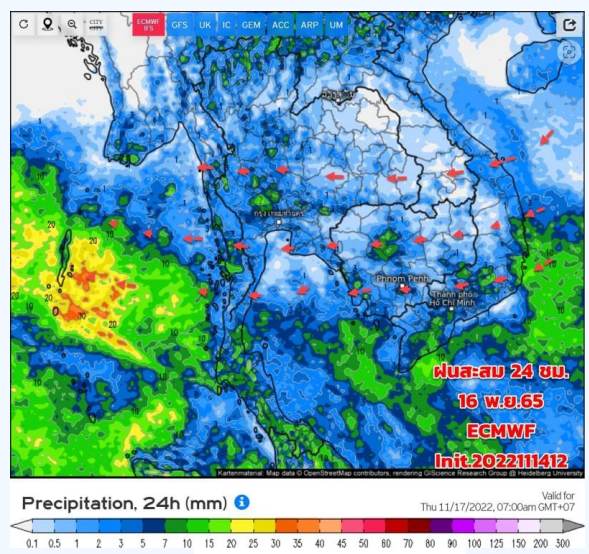 CITY
CITY
ECMWF
IFS
GFS
UK
IC
GEM
ACC
ARP
UM
กรุงเทพมหานคร
Phnom Penh
Thành phố
Hồ Chí Minh
ฝนสะสม 24 ชม.
16 พ.ย.65
ECMWF
Init.2022111412
Kartenmaterial: Map data © OpenStreetMap contributors, rendering GIScience Research Group @ Heidelberg University
Precipitation, 24h (mm)
Valid for
Thu 11/17/2022, 07:00am GMT+07
0.1 0.5 1 2 3 5 7 10 15 20 25 30 35 40 45 50 60 70 80 90 100 125 150 200 300